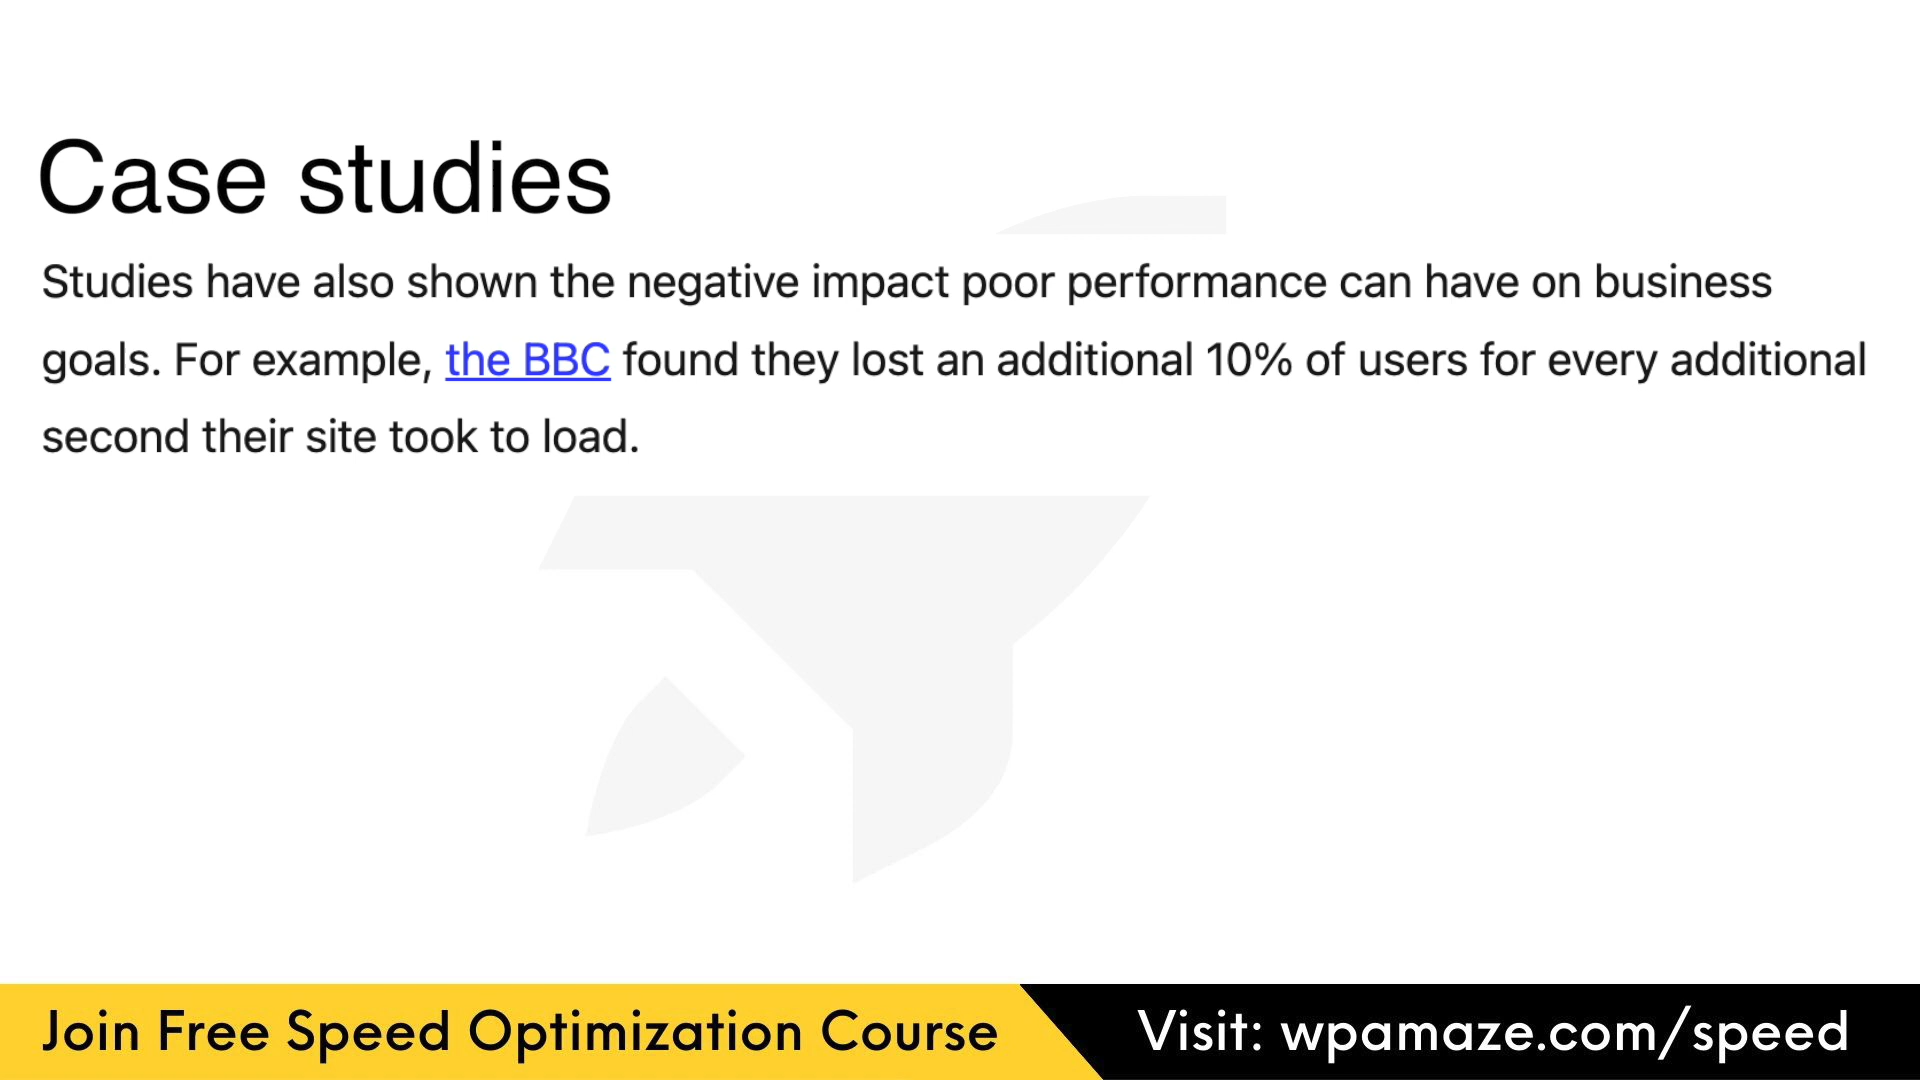 Case studies
Studies have also shown the negative impact poor performance can have on business
goals. For example, the BBC found they lost an additional 10% of users for every additional
second their site took to load.
Join Free Speed Optimization Course
Visit: wpamaze.com/speed